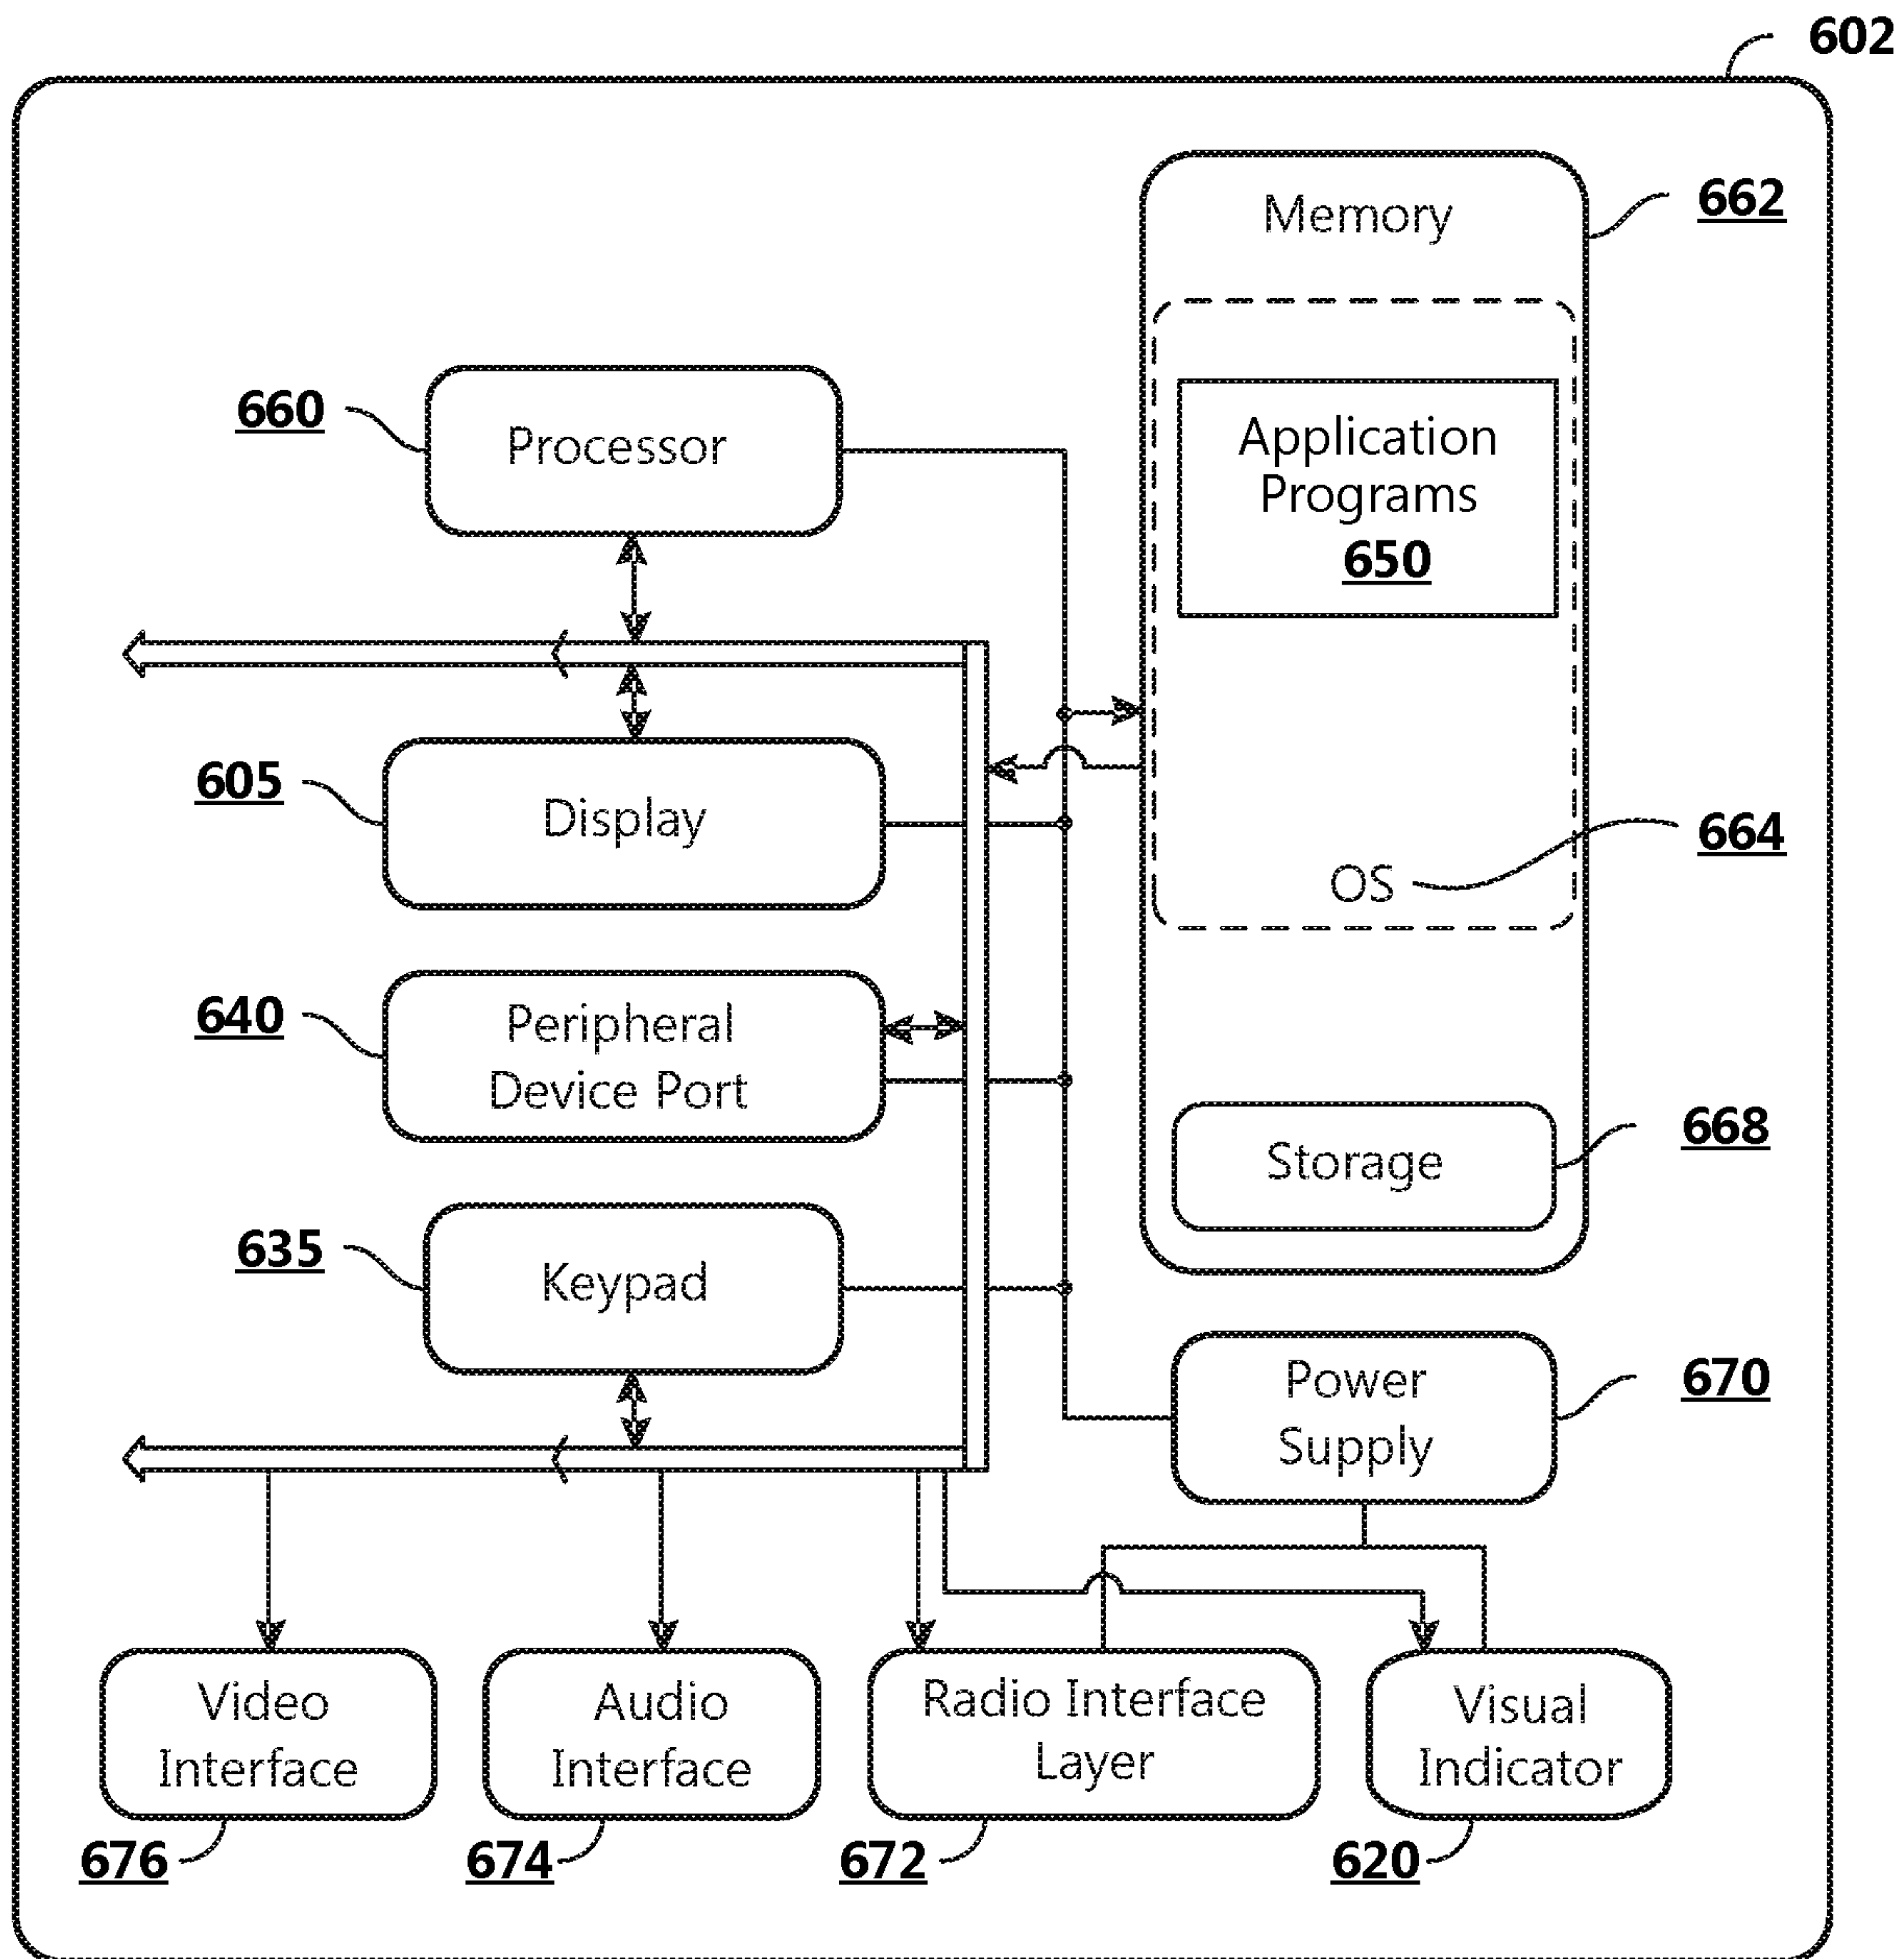 602
Memory
662
Application
Programs
650
660
Processor
605
Display
OS
664
640
Peripheral
Device Port
Storage
668
635
Keypad
Power
Supply
670
Video
Interface
Audio
Interface
Radio Interface
Layer
Visual
Indicator
676
674
672
620